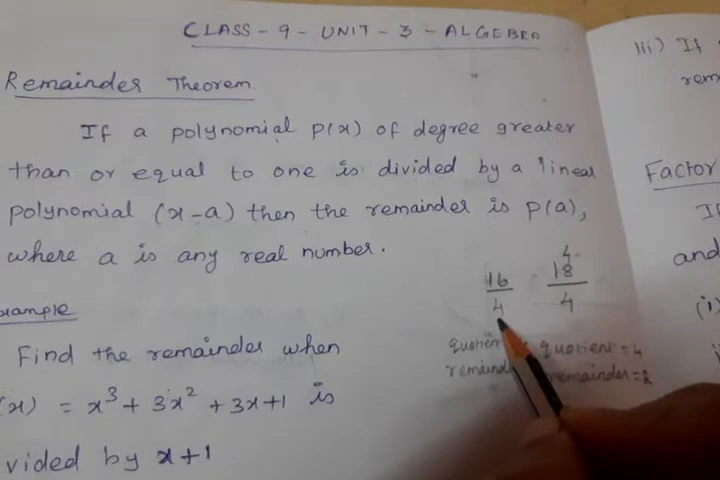 CLASS - 9 - UNIT - 3 - ALGEBRA
Remainder Theorem.
If a polynomial p(x) of degree greater
than or equal to one is divided by a linear
polynomial (x-a) then the remainder is p(a),
where a is any real number.
16/4
4
18/4
quotient = 4
remainder = 2
Find the remainder when
(x) = x³ + 3x² + 3x+1 is
vided by x+1
iii) If
rem
Factor
If
and
(i)